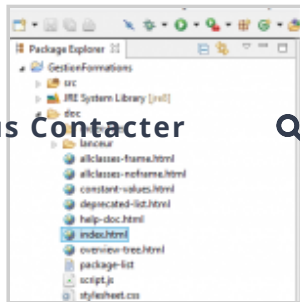 Package Explorer
GestionFormations
src
JRE System Library [jre8]
doc
us Contacter
lanceur
allclasses-frame.html
allclasses-noframe.html
constant-values.html
deprecated-list.html
help-doc.html
index.html
overview-tree.html
package-list
script.js
stylesheet.css